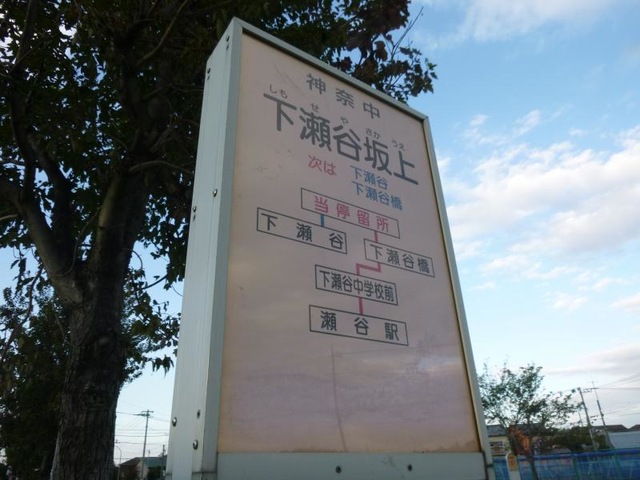 神奈中
しも せ や さか うえ
下瀬谷坂上
次は 下瀬谷
下瀬谷橋
当停留所
下瀬谷
下瀬谷橋
下瀬谷中学校前
瀬谷駅